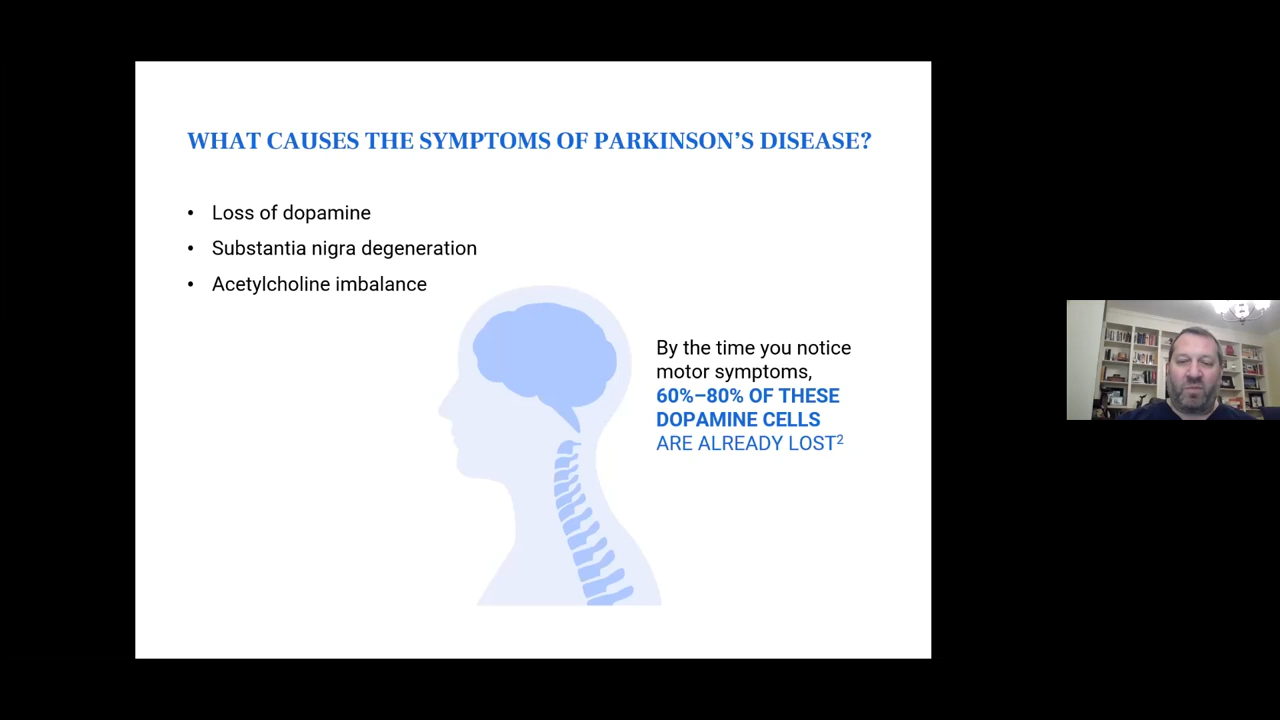 WHAT CAUSES THE SYMPTOMS OF PARKINSON’S DISEASE?
• Loss of dopamine
• Substantia nigra degeneration
• Acetylcholine imbalance
By the time you notice
motor symptoms,
60%–80% OF THESE
DOPAMINE CELLS
ARE ALREADY LOST²